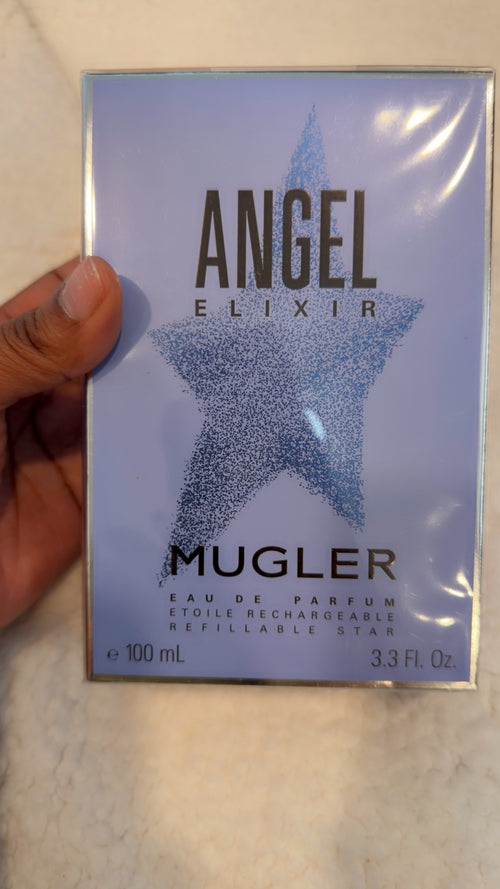 ANGEL
ELIXIR
MUGLER
EAU DE PARFUM
ETOILE RECHARGEABLE
REFILLABLE STAR
e 100 mL 3.3 Fl. Oz.